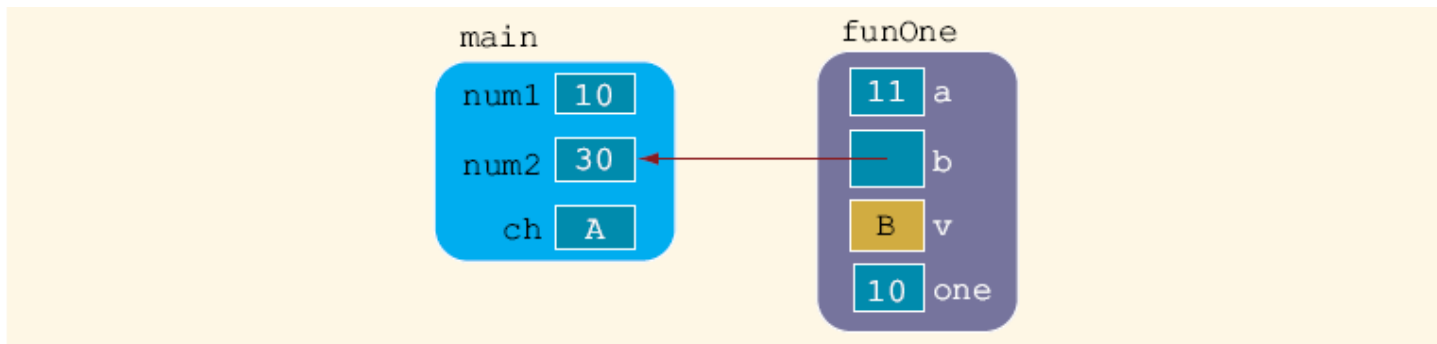 main
funOne
num1 10
11 a
num2 30
b
ch A
B v
10 one